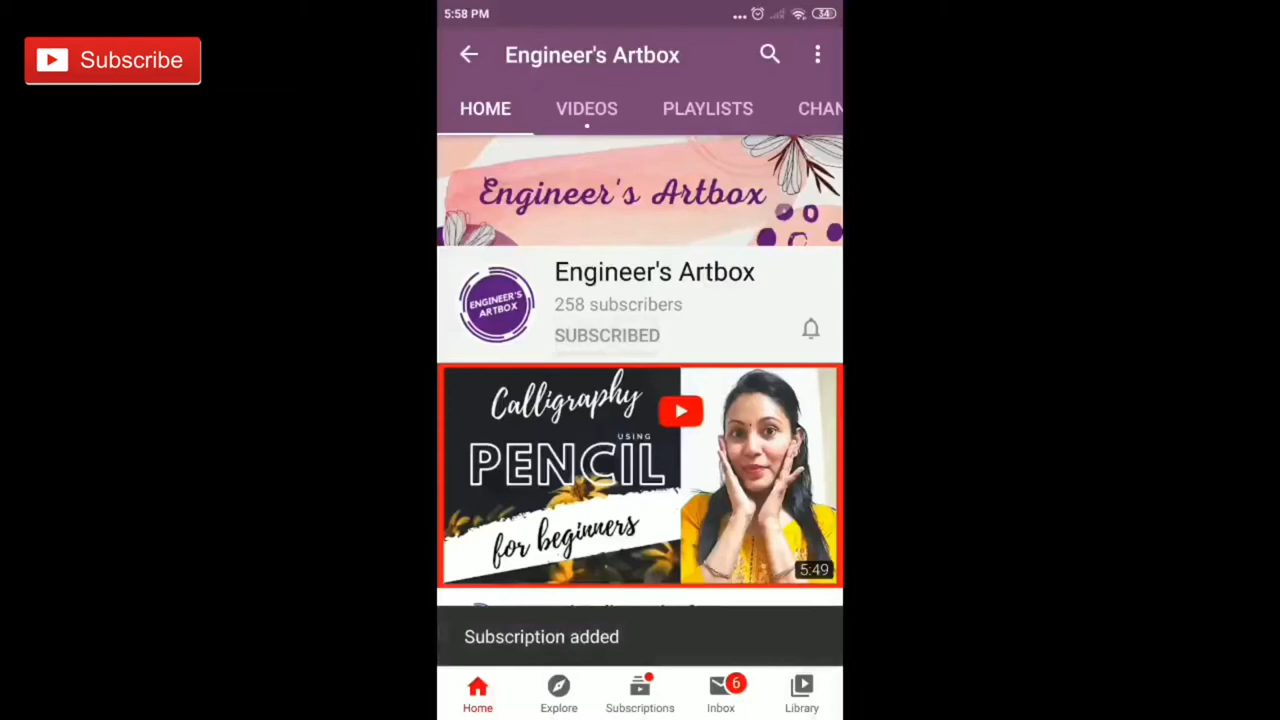 5:58 PM
34
Subscribe
Engineer's Artbox
HOME VIDEOS PLAYLISTS CHAN
Engineer's Artbox
ENGINEER'S
ARTBOX
Engineer's Artbox
258 subscribers
SUBSCRIBED
Calligraphy
USING
PENCIL
for beginners
5:49
Subscription added
6
Home Explore Subscriptions Inbox Library